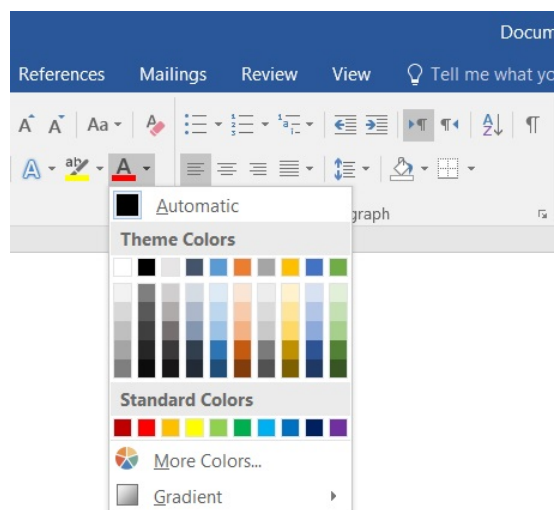 Docum
References Mailings Review View Tell me what yo
Aa
A
Automatic
graph
Theme Colors
Standard Colors
More Colors...
Gradient